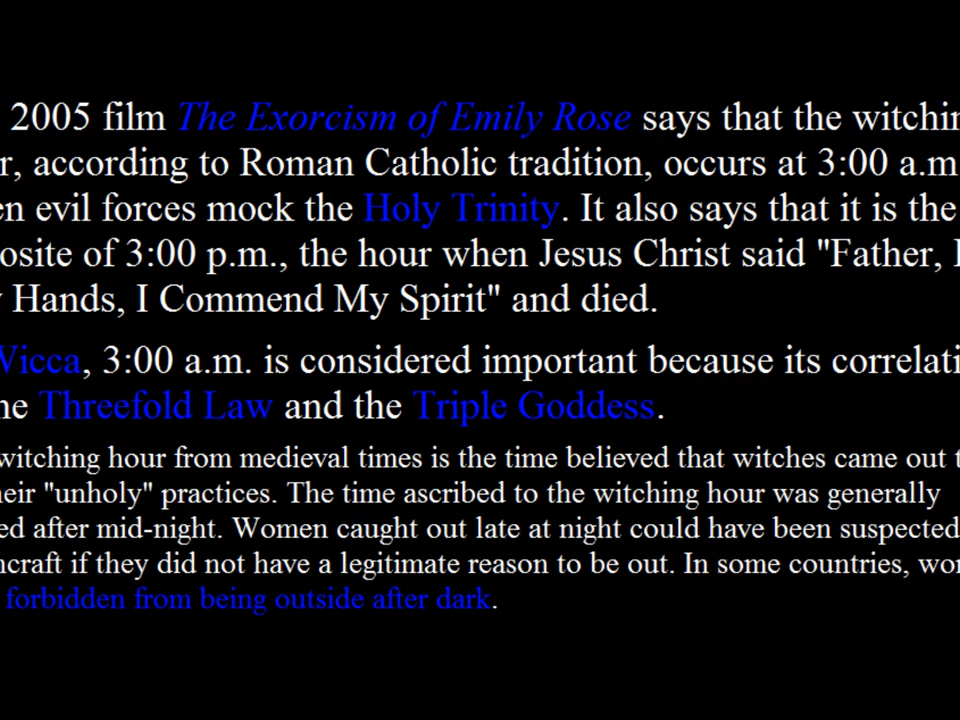 2005 film The Exorcism of Emily Rose says that the witchin
r, according to Roman Catholic tradition, occurs at 3:00 a.m
en evil forces mock the Holy Trinity. It also says that it is the
osite of 3:00 p.m., the hour when Jesus Christ said "Father, I
y Hands, I Commend My Spirit" and died.
Wicca, 3:00 a.m. is considered important because its correlati
he Threefold Law and the Triple Goddess.
witching hour from medieval times is the time believed that witches came out t
heir "unholy" practices. The time ascribed to the witching hour was generally
ed after mid-night. Women caught out late at night could have been suspected
hcraft if they did not have a legitimate reason to be out. In some countries, wo
forbidden from being outside after dark.